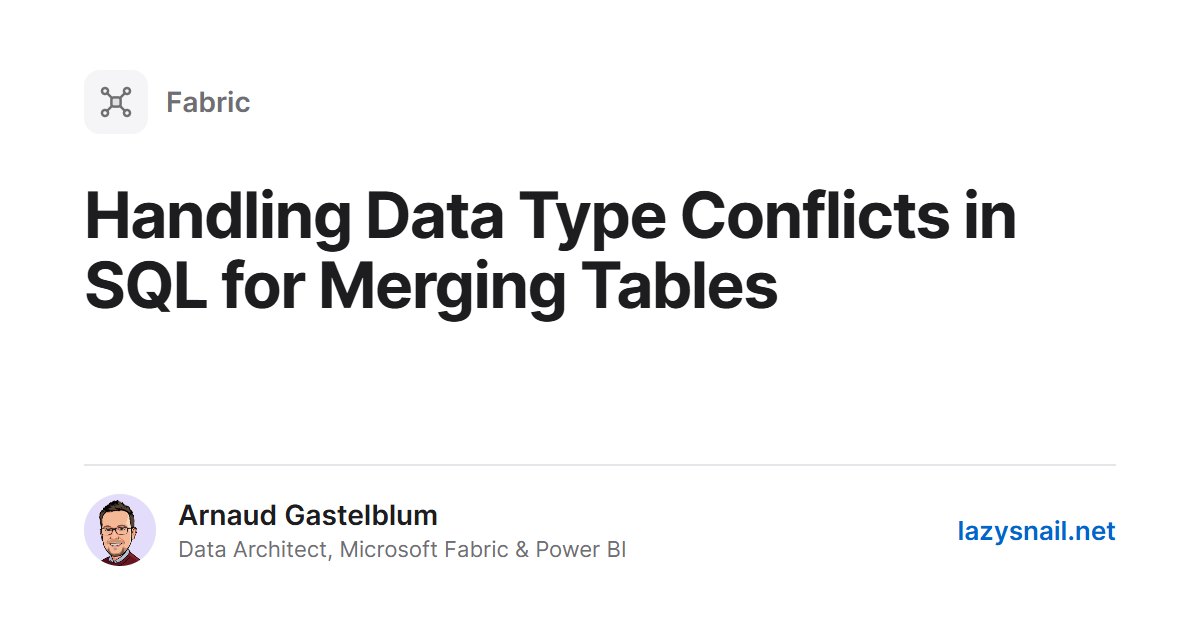 Fabric
Handling Data Type Conflicts in
SQL for Merging Tables
Arnaud Gastelblum
Data Architect, Microsoft Fabric & Power BI
lazysnail.net